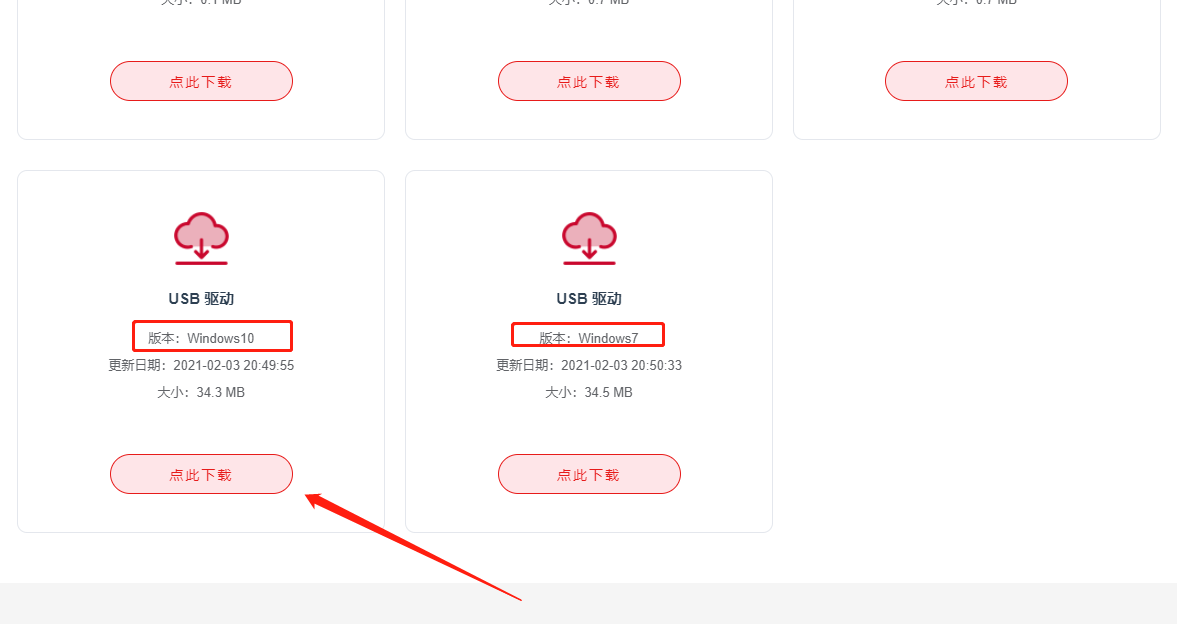 点此下载
点此下载
点此下载
USB 驱动
版本：Windows10
更新日期：2021-02-03 20:49:55
大小：34.3 MB
点此下载
USB 驱动
版本：Windows7
更新日期：2021-02-03 20:50:33
大小：34.5 MB
点此下载